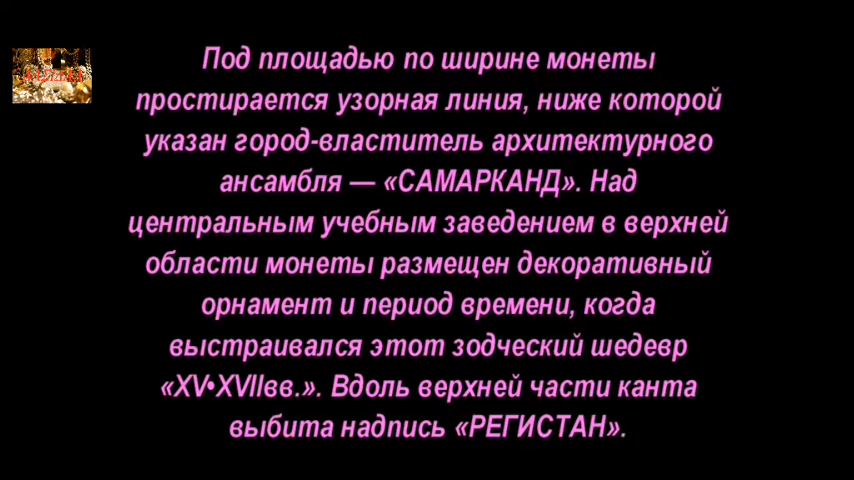 Под площадью по ширине монеты
простирается узорная линия, ниже которой
указан город-властитель архитектурного
ансамбля — «САМАРКАНД». Над
центральным учебным заведением в верхней
области монеты размещен декоративный
орнамент и период времени, когда
выстраивался этот зодческий шедевр
«XV•XVIIвв.». Вдоль верхней части канта
выбита надпись «РЕГИСТАН».